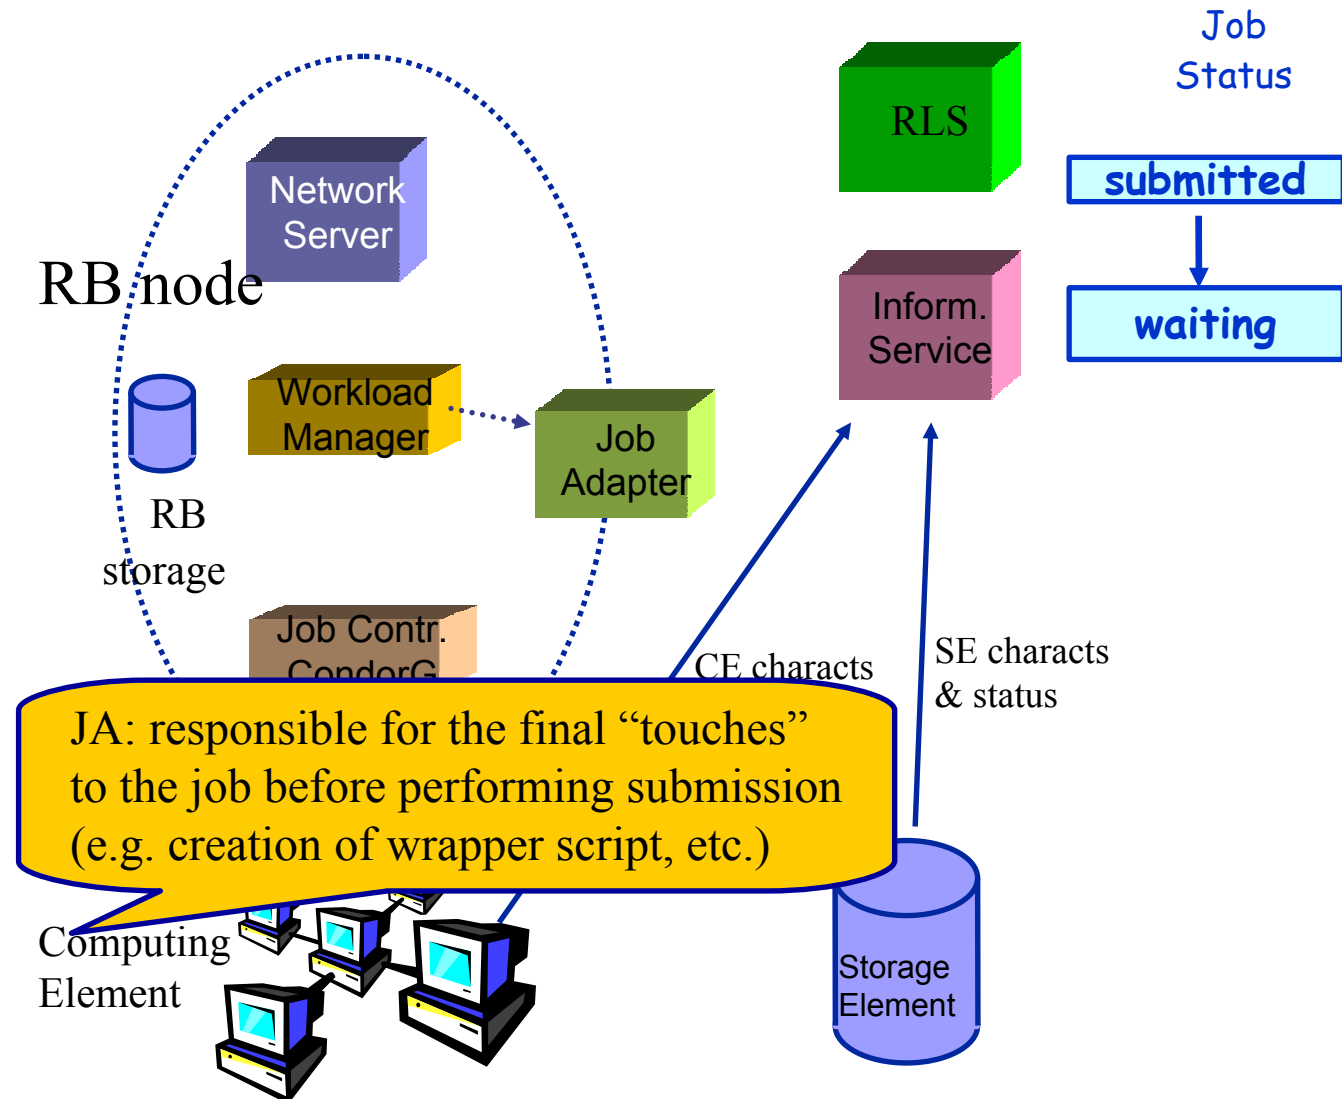 Job
Status
RLS
submitted
Network
Server
RB node
Inform.
Service
waiting
Workload
Manager
Job
Adapter
RB
storage
Job Contr.
CondorG
CE characts
SE characts
& status
JA: responsible for the final “touches”
to the job before performing submission
(e.g. creation of wrapper script, etc.)
Computing
Element
Storage
Element